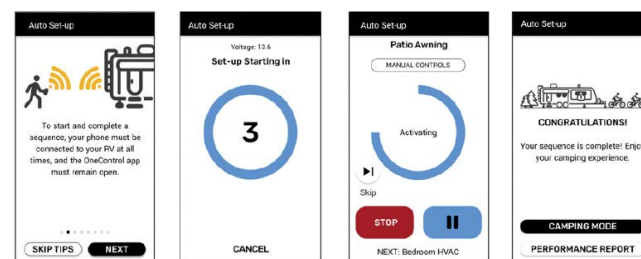 Auto Set-up
To start and complete a
sequence, your phone must be
connected to your RV at all
times, and the OneControl app
must remain open.
SKIP TIPS
NEXT
Auto Set-up
Voltage: 13.6
Set-up Starting in
3
CANCEL
Auto Set-up
Patio Awning
MANUAL CONTROLS
Activating
Skip
STOP
NEXT: Bedroom HVAC
Auto Set-up
CONGRATULATIONS!
Your sequence is complete! Enjo
your camping experience.
CAMPING MODE
PERFORMANCE REPORT